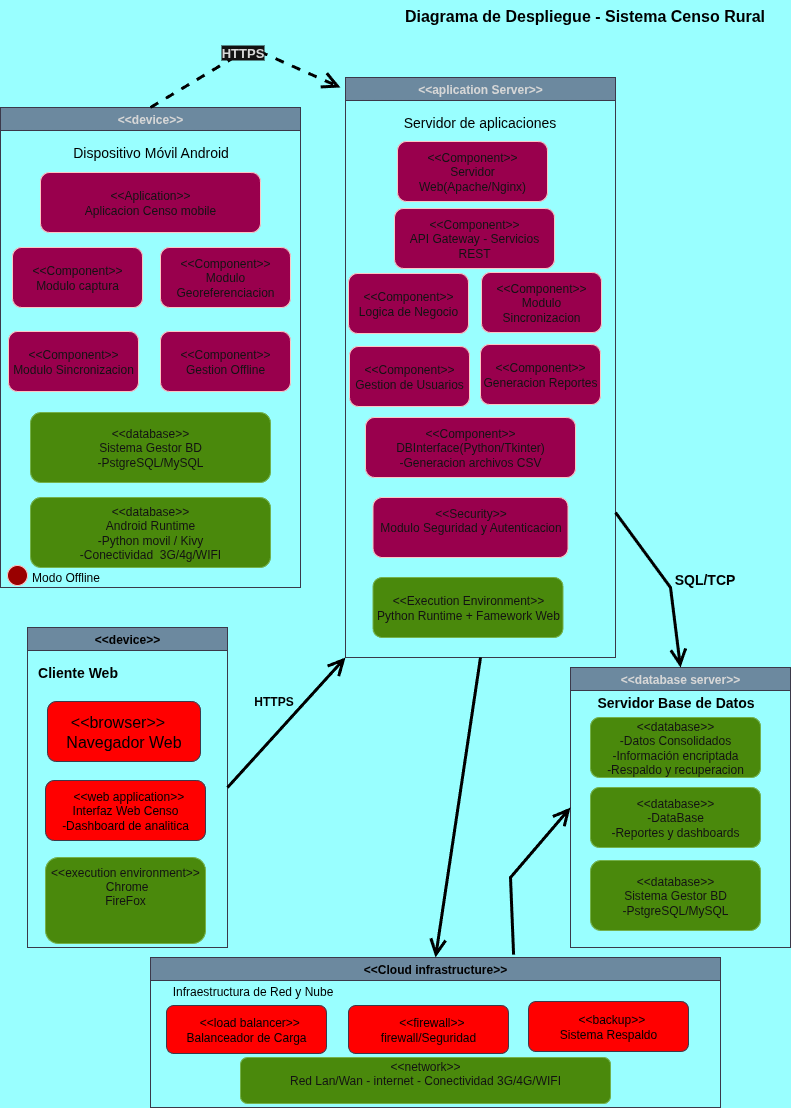 Diagrama de Despliegue - Sistema Censo Rural
HTTPS
<<device>>
Dispositivo Móvil Android
<<Aplication>>
Aplicacion Censo mobile
<<Component>>
Modulo captura
<<Component>>
Modulo
Georeferenciacion
<<Component>>
Modulo Sincronizacion
<<Component>>
Gestion Offline
<<database>>
Sistema Gestor BD
-PstgreSQL/MySQL
<<database>>
Android Runtime
-Python movil / Kivy
-Conectividad 3G/4g/WIFI
Modo Offline
<<aplication Server>>
Servidor de aplicaciones
<<Component>>
Servidor
Web(Apache/Nginx)
<<Component>>
API Gateway - Servicios
REST
<<Component>>
Logica de Negocio
<<Component>>
Modulo
Sincronizacion
<<Component>>
Gestion de Usuarios
<<Component>>
Generacion Reportes
<<Component>>
DBInterface(Python/Tkinter)
-Generacion archivos CSV
<<Security>>
Modulo Seguridad y Autenticacion
<<Execution Environment>>
Python Runtime + Famework Web
SQL/TCP
<<device>>
Cliente Web
<<browser>>
Navegador Web
<<web application>>
Interfaz Web Censo
-Dashboard de analitica
<<execution environment>>
Chrome
FireFox
HTTPS
<<database server>>
Servidor Base de Datos
<<database>>
-Datos Consolidados
-Información encriptada
-Respaldo y recuperacion
<<database>>
-DataBase
-Reportes y dashboards
<<database>>
Sistema Gestor BD
-PstgreSQL/MySQL
<<Cloud infrastructure>>
Infraestructura de Red y Nube
<<load balancer>>
Balanceador de Carga
<<firewall>>
firewall/Seguridad
<<backup>>
Sistema Respaldo
<<network>>
Red Lan/Wan - internet - Conectividad 3G/4G/WIFI